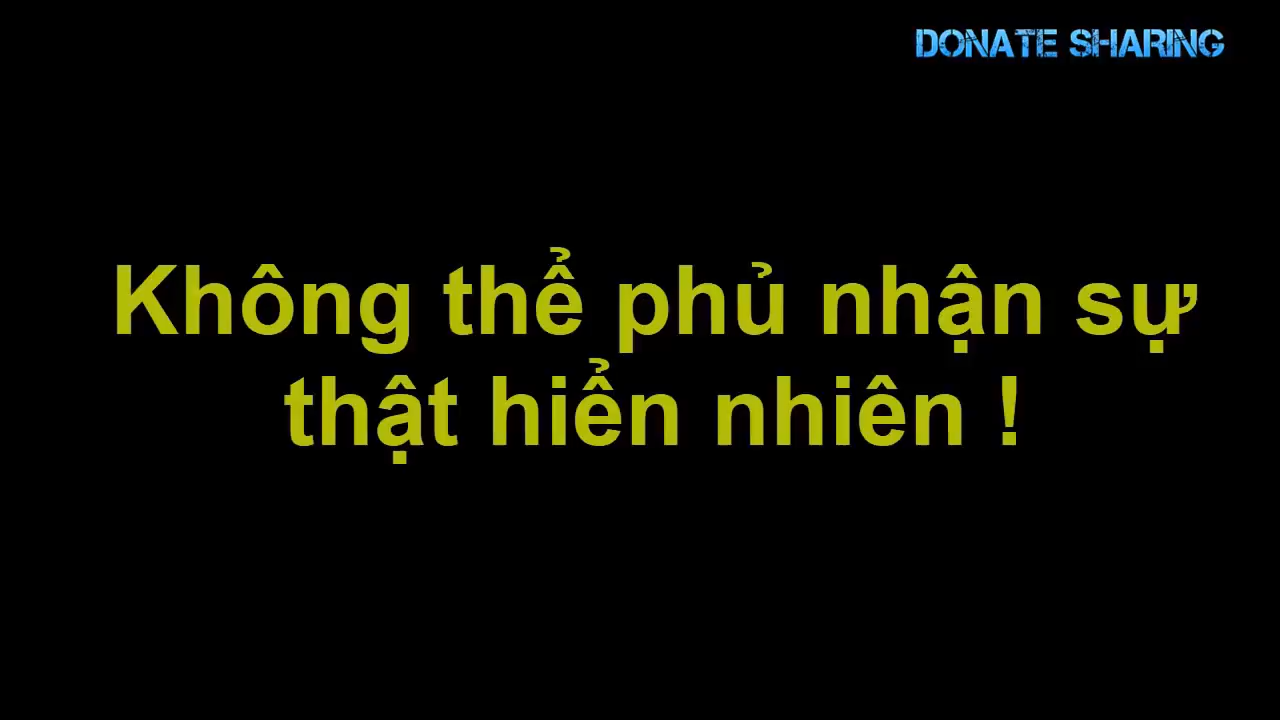 DONATE SHARING
Không thể phủ nhận sự
thật hiển nhiên !